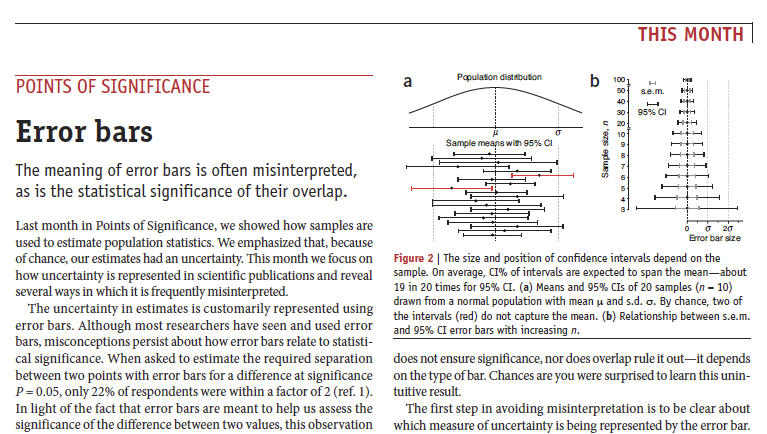 THIS MONTH
POINTS OF SIGNIFICANCE
Error bars
The meaning of error bars is often misinterpreted,
as is the statistical significance of their overlap.
Last month in Points of Significance, we showed how samples are
used to estimate population statistics. We emphasized that, because
of chance, our estimates had an uncertainty. This month we focus on
how uncertainty is represented in scientific publications and reveal
several ways in which it is frequently misinterpreted.
The uncertainty in estimates is customarily represented using
error bars. Although most researchers have seen and used error
bars, misconceptions persist about how error bars relate to statisti-
cal significance. When asked to estimate the required separation
between two points with error bars for a difference at significance
P = 0.05, only 22% of respondents were within a factor of 2 (ref. 1).
In light of the fact that error bars are meant to help us assess the
significance of the difference between two values, this observation
a
Population distribution
μ
σ
Sample means with 95% CI
b
Sample size, n
100
50
40
30
20
10
9
8
7
6
5
4
3
s.e.m.
95% CI
0 σ 2σ
Error bar size
Figure 2 | The size and position of confidence intervals depend on the
sample. On average, CI% of intervals are expected to span the mean—about
19 in 20 times for 95% CI. (a) Means and 95% CIs of 20 samples (n = 10)
drawn from a normal population with mean μ and s.d. σ. By chance, two of
the intervals (red) do not capture the mean. (b) Relationship between s.e.m.
and 95% CI error bars with increasing n.
does not ensure significance, nor does overlap rule it out—it depends
on the type of bar. Chances are you were surprised to learn this unin-
tuitive result.
The first step in avoiding misinterpretation is to be clear about
which measure of uncertainty is being represented by the error bar.